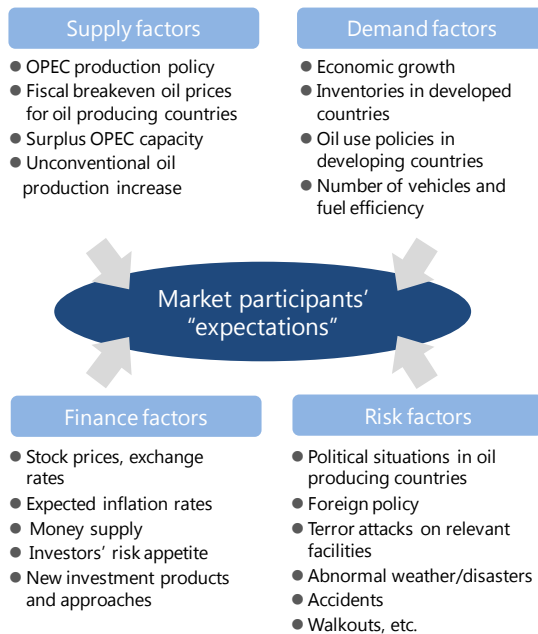 Supply factors
● OPEC production policy
● Fiscal breakeven oil prices
for oil producing countries
● Surplus OPEC capacity
● Unconventional oil
production increase
Demand factors
● Economic growth
● Inventories in developed
countries
● Oil use policies in
developing countries
● Number of vehicles and
fuel efficiency
Market participants’
“expectations”
Finance factors
● Stock prices, exchange
rates
● Expected inflation rates
● Money supply
● Investors’ risk appetite
● New investment products
and approaches
Risk factors
● Political situations in oil
producing countries
● Foreign policy
● Terror attacks on relevant
facilities
● Abnormal weather/disasters
● Accidents
● Walkouts, etc.